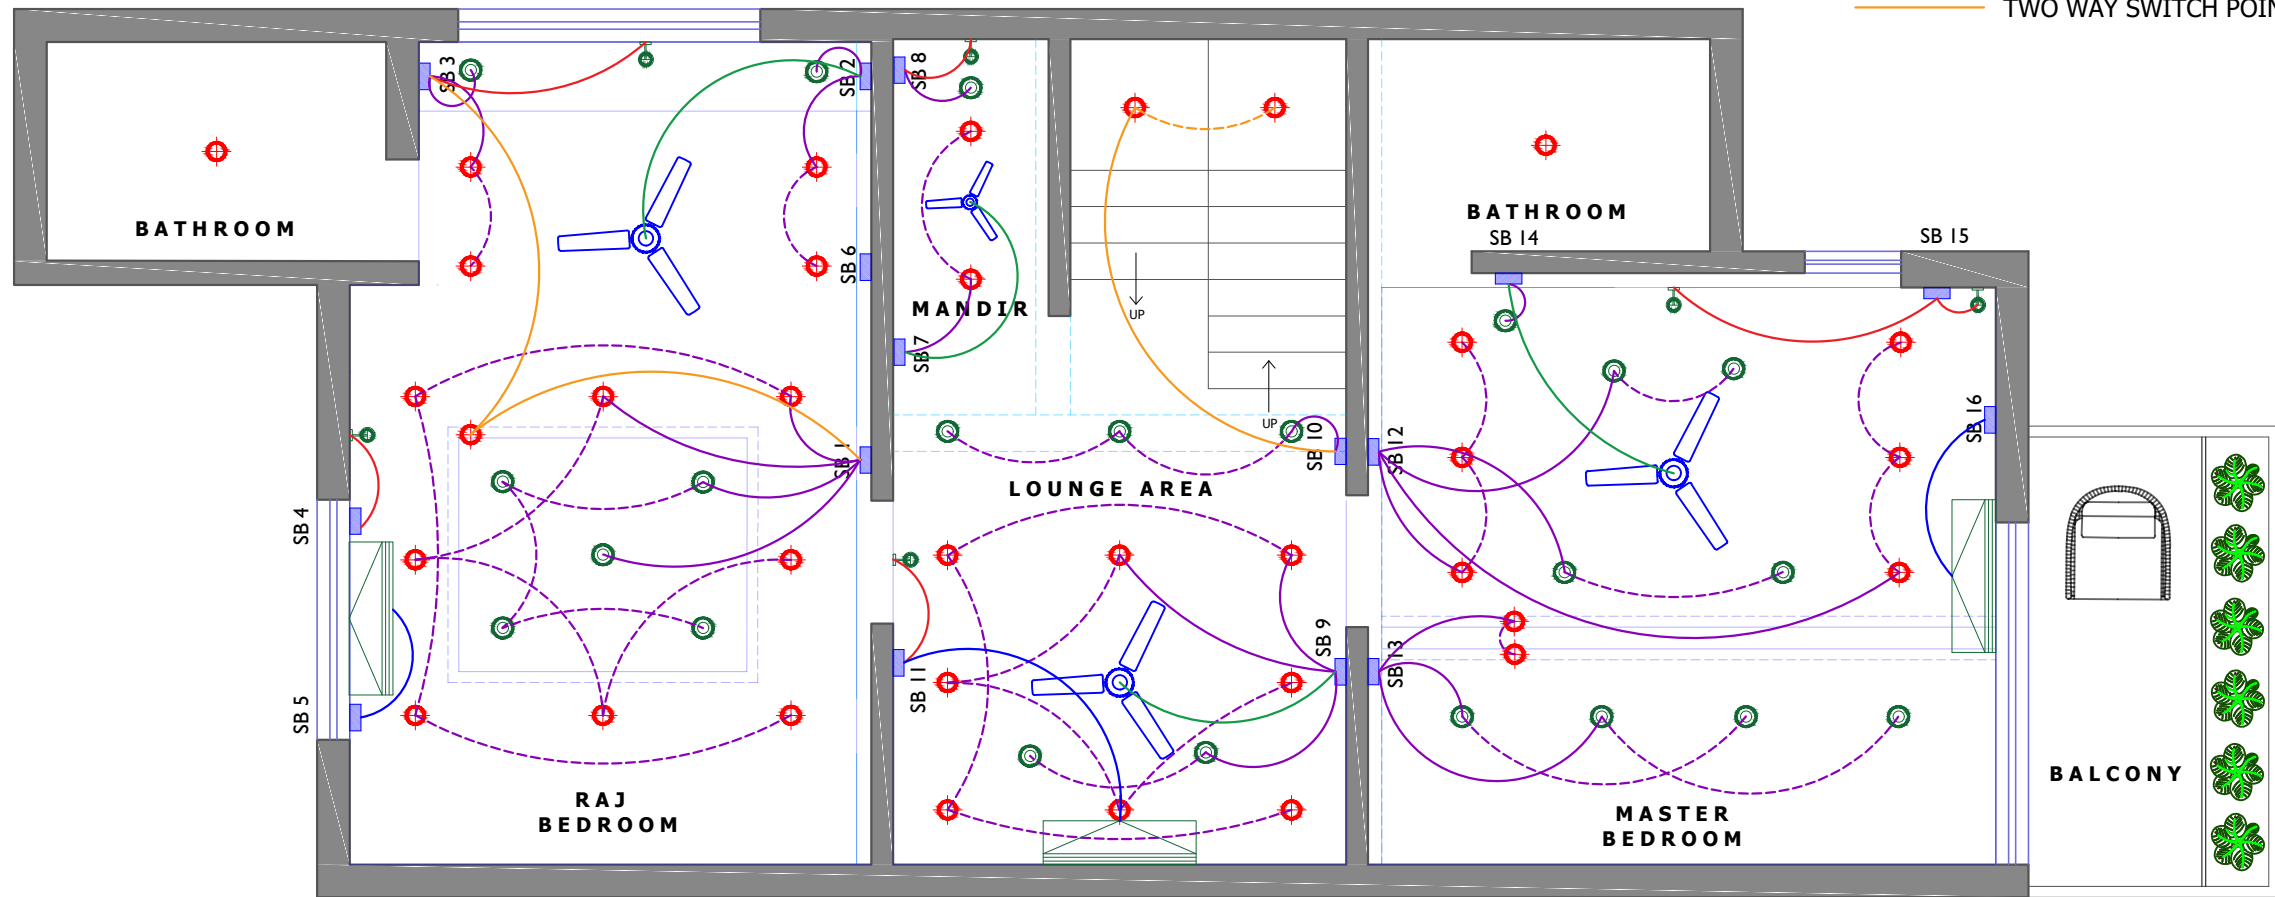 TWO WAY SWITCH POIN
SB 3
SB 2
SB 8
BATHROOM
BATHROOM
SB 14
SB 15
SB 6
MANDIR
UP
SB 7
SB 16
UP
SB 1
SB 10
SB 12
LOUNGE AREA
SB 4
SB 9
SB 13
SB 11
SB 5
BALCONY
RAJ
BEDROOM
MASTER
BEDROOM